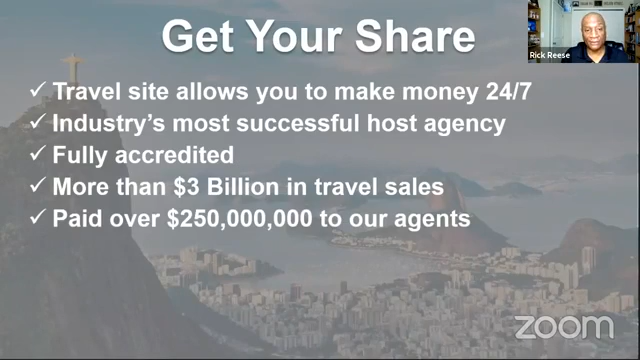 Get Your Share
Rick Reese
✓ Travel site allows you to make money 24/7
✓ Industry's most successful host agency
✓ Fully accredited
✓ More than $3 Billion in travel sales
✓ Paid over $250,000,000 to our agents
zoom